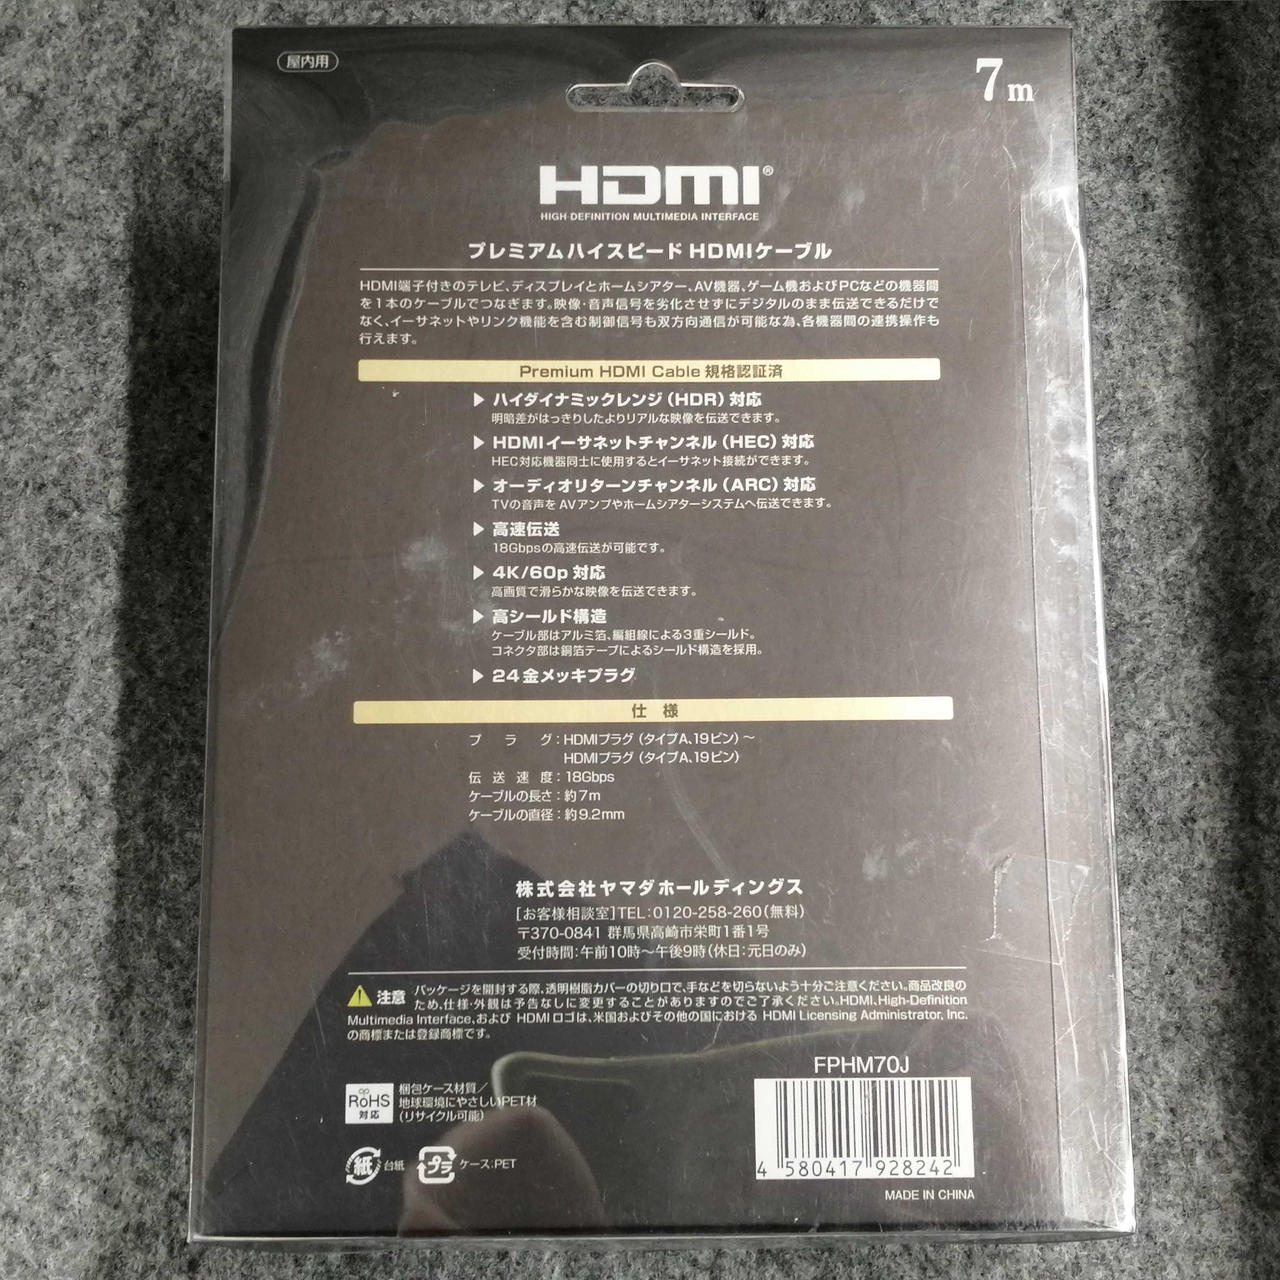 屋内用
7m
HDMI®
HIGH-DEFINITION MULTIMEDIA INTERFACE
プレミアムハイスピード HDMIケーブル
HDMI端子付きのテレビ、ディスプレイとホームシアター、AV機器、ゲーム機およびPCなどの機器間
を1本のケーブルでつなぎます。映像・音声信号を劣化させずにデジタルのまま伝送できるだけで
なく、イーサネットやリンク機能を含む制御信号も双方向通信が可能な為、各機器間の連携操作も
行えます。
Premium HDMI Cable 規格認証済
▶ ハイダイナミックレンジ(HDR)対応
明暗差がはっきりしたよりリアルな映像を伝送できます。
▶ HDMIイーサネットチャンネル(HEC)対応
HEC対応機器同士に使用するとイーサネット接続ができます。
▶ オーディオリターンチャンネル(ARC)対応
TVの音声をAVアンプやホームシアターシステムへ伝送できます。
▶ 高速伝送
18Gbpsの高速伝送が可能です。
▶ 4K/60p 対応
高画質で滑らかな映像を伝送できます。
▶ 高シールド構造
ケーブル部はアルミ箔、編組線による3重シールド。
コネクタ部は銅箔テープによるシールド構造を採用。
▶ 24金メッキプラグ
仕 様
プ ラ グ:HDMIプラグ(タイプA、19ピン)〜
HDMIプラグ(タイプA、19ピン)
伝 送 速 度:18Gbps
ケーブルの長さ:約7m
ケーブルの直径:約9.2mm
株式会社ヤマダホールディングス
[お客様相談室]TEL:0120-258-260(無料)
〒370-0841 群馬県高崎市栄町1番1号
受付時間:午前10時〜午後9時(休日:元日のみ)
注意 パッケージを開封する際、透明樹脂カバーの切り口で、手などを切らないよう十分ご注意ください。商品改良の
ため、仕様・外観は予告なしに変更することがありますのでご了承ください。HDMI、High-Definition
Multimedia Interface、および HDMIロゴは、米国およびその他の国における HDMI Licensing Administrator, Inc.
の商標または登録商標です。
FPHM70J
RoHS
対応
梱包ケース材質/
地球環境にやさしいPET材
(リサイクル可能)
紙 台紙
プラ ケース:PET
4 580417 928242
MADE IN CHINA